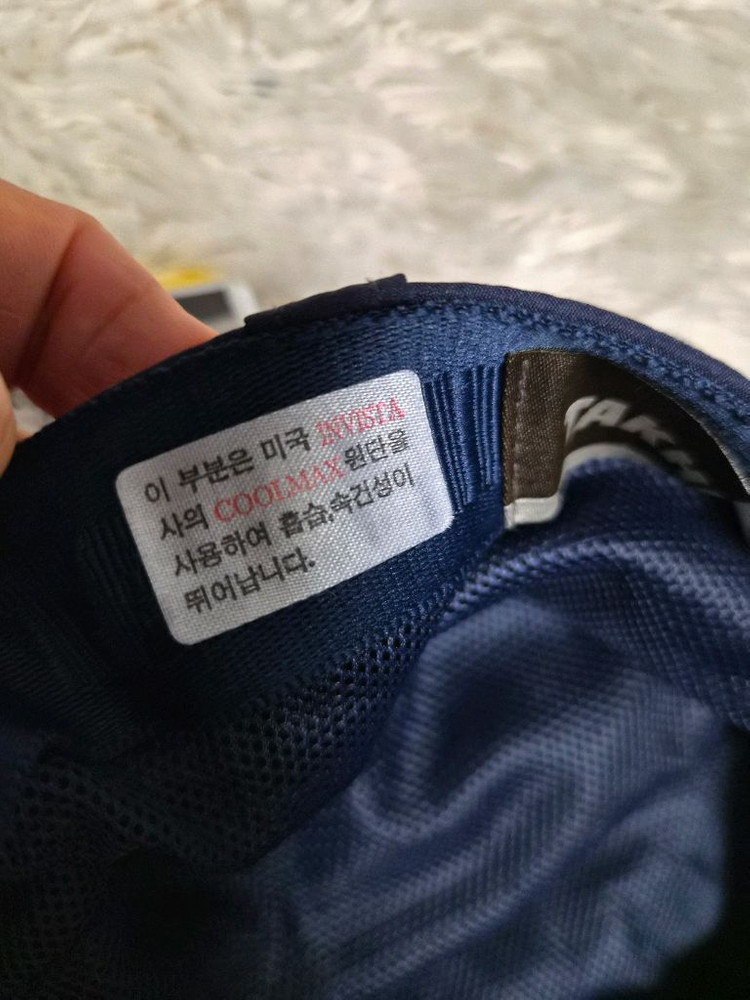 이 부분은 미국 INVISTA
사의 COOLMAX 원단을
사용하여 흡습,속건성이
뛰어납니다.
TAKH